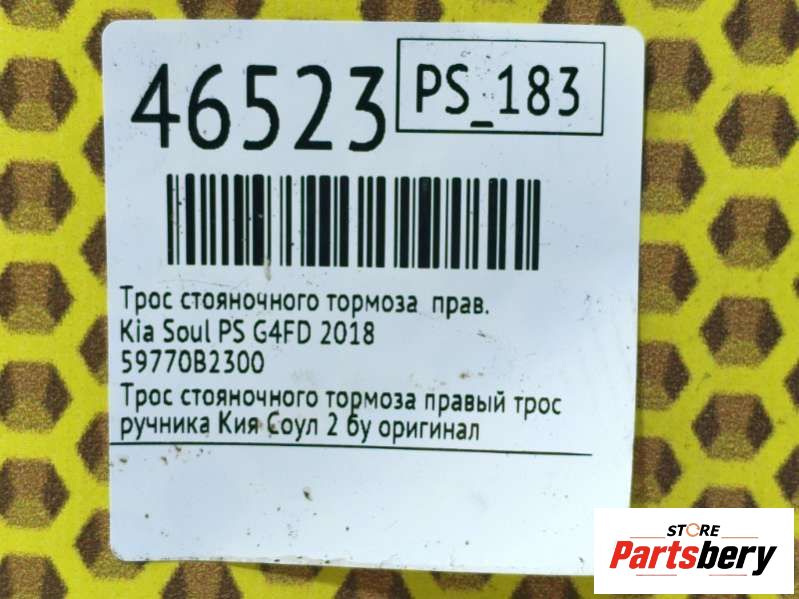 46523
PS_183
Трос стояночного тормоза прав.
Kia Soul PS G4FD 2018
59770B2300
Трос стояночного тормоза правый трос
ручника Кия Соул 2 бу оригинал
STORE
Partsbery